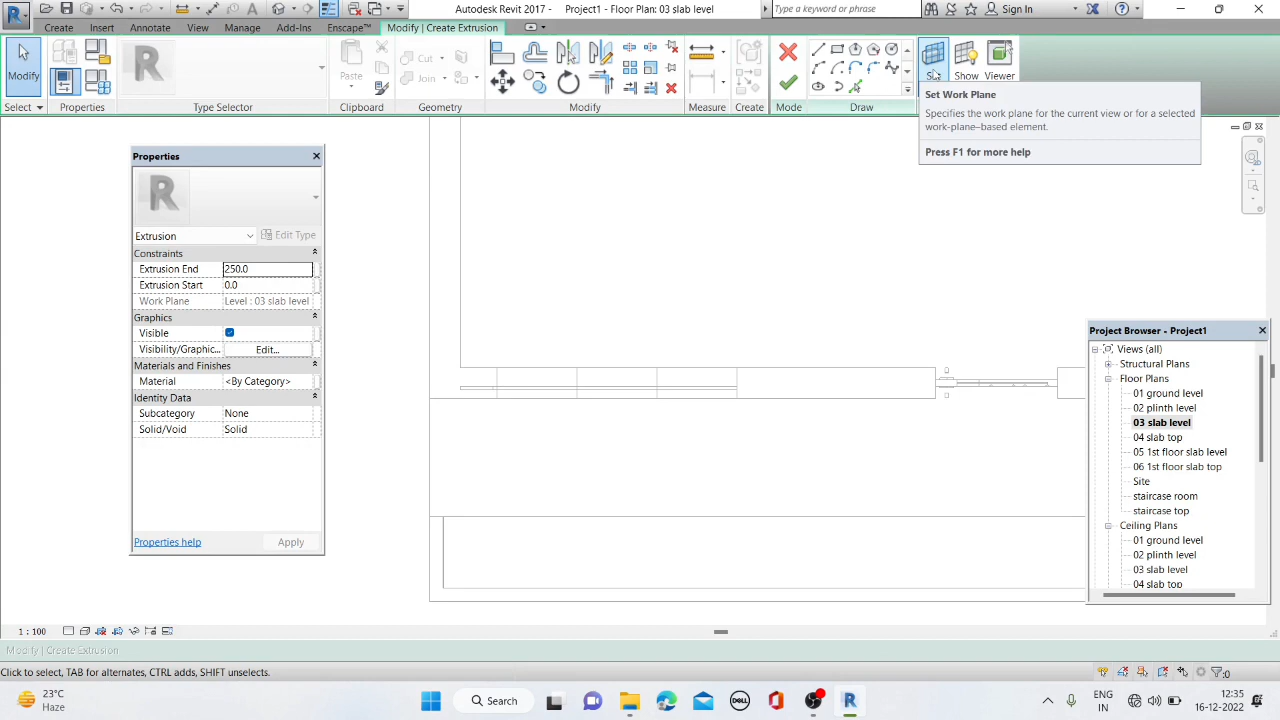 Autodesk Revit 2017 - Project1 - Floor Plan: 03 slab level
Type a keyword or phrase
Sign In
Create
Insert
Annotate
View
Manage
Add-Ins
Enscape™
Modify | Create Extrusion
Modify
Paste
Cut
Join
Show
Viewer
Select
Properties
Type Selector
Clipboard
Geometry
Modify
Measure
Create
Mode
Draw
Set Work Plane
Specifies the work plane for the current view or for a selected
work-plane-based element.
Press F1 for more help
Properties
Extrusion
Edit Type
Constraints
Extrusion End 250.0
Extrusion Start 0.0
Work Plane Level : 03 slab level
Graphics
Visible
Visibility/Graphic... Edit...
Materials and Finishes
Material <By Category>
Identity Data
Subcategory None
Solid/Void Solid
Properties help
Apply
Project Browser - Project1
Views (all)
Structural Plans
Floor Plans
01 ground level
02 plinth level
03 slab level
04 slab top
05 1st floor slab level
06 1st floor slab top
Site
staircase room
staircase top
Ceiling Plans
01 ground level
02 plinth level
03 slab level
04 slab top
1 : 100
Modify | Create Extrusion
Click to select, TAB for alternates, CTRL adds, SHIFT unselects.
:0
23°C
Haze
Search
DELL
ENG
IN
12:35
16-12-2022